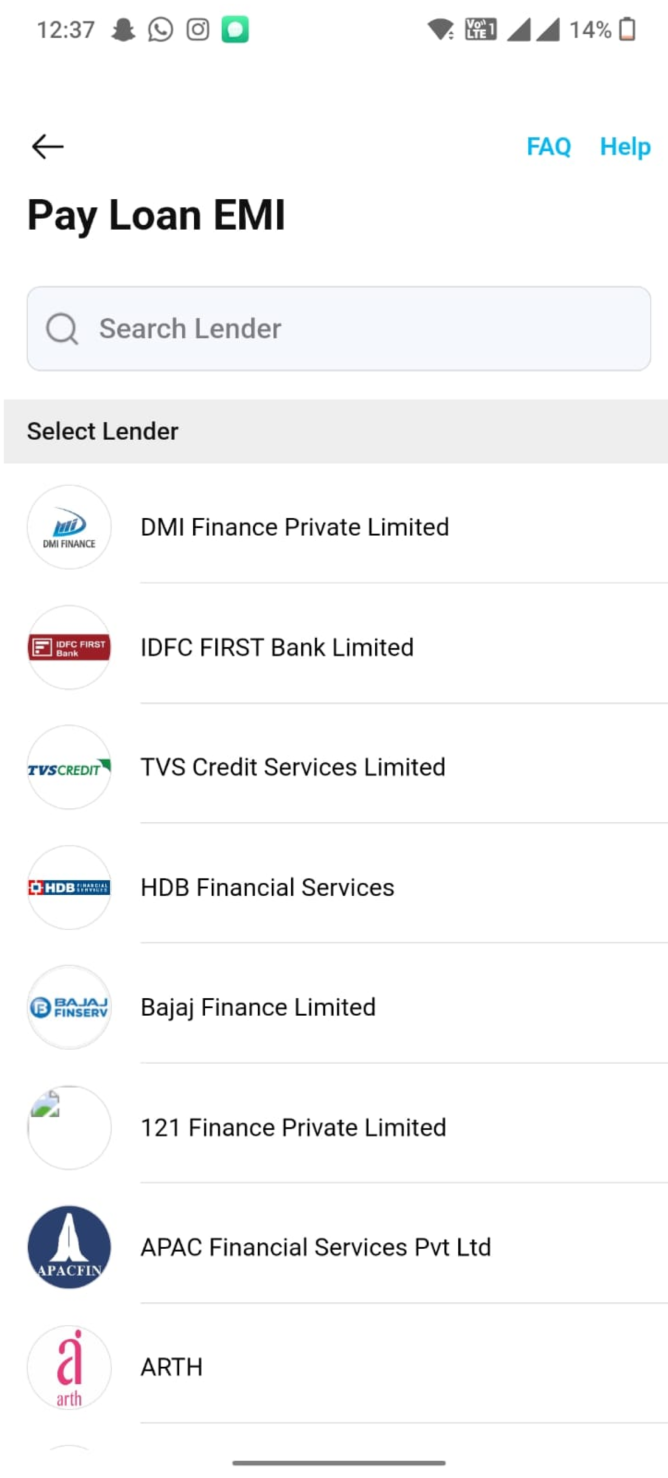 12:37
Vo)) 1
LTE
14%
FAQ Help
Pay Loan EMI
Search Lender
Select Lender
DMI FINANCE
DMI Finance Private Limited
IDFC FIRST
Bank
IDFC FIRST Bank Limited
TVS CREDIT
TVS Credit Services Limited
HDB FINANCIAL
SERVICES
HDB Financial Services
B BAJAJ
FINSERV
Bajaj Finance Limited
121 Finance Private Limited
APACFIN
APAC Financial Services Pvt Ltd
arth
ARTH